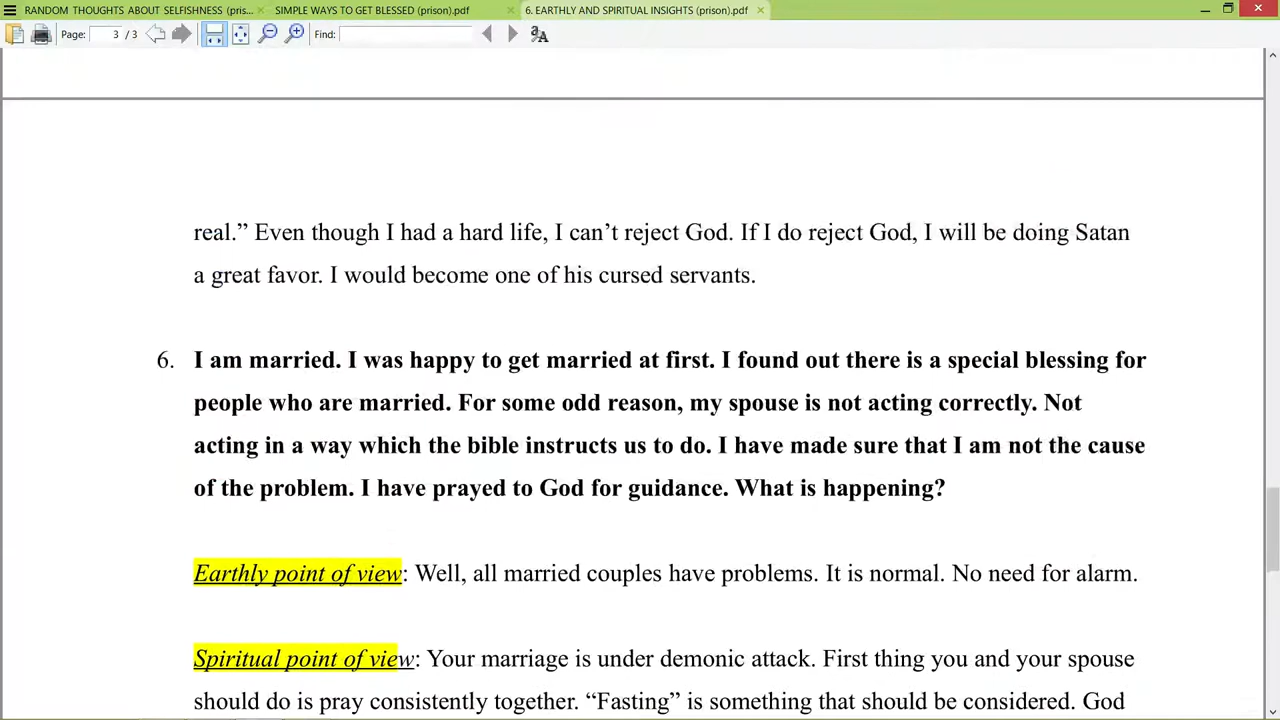 RANDOM THOUGHTS ABOUT SELFISHNESS (pris...
SIMPLE WAYS TO GET BLESSED (prison).pdf
6. EARTHLY AND SPIRITUAL INSIGHTS (prison).pdf
Page: 3 / 3
Find:
real.” Even though I had a hard life, I can’t reject God. If I do reject God, I will be doing Satan
a great favor. I would become one of his cursed servants.
6. I am married. I was happy to get married at first. I found out there is a special blessing for
people who are married. For some odd reason, my spouse is not acting correctly. Not
acting in a way which the bible instructs us to do. I have made sure that I am not the cause
of the problem. I have prayed to God for guidance. What is happening?
Earthly point of view: Well, all married couples have problems. It is normal. No need for alarm.
Spiritual point of view: Your marriage is under demonic attack. First thing you and your spouse
should do is pray consistently together. “Fasting” is something that should be considered. God